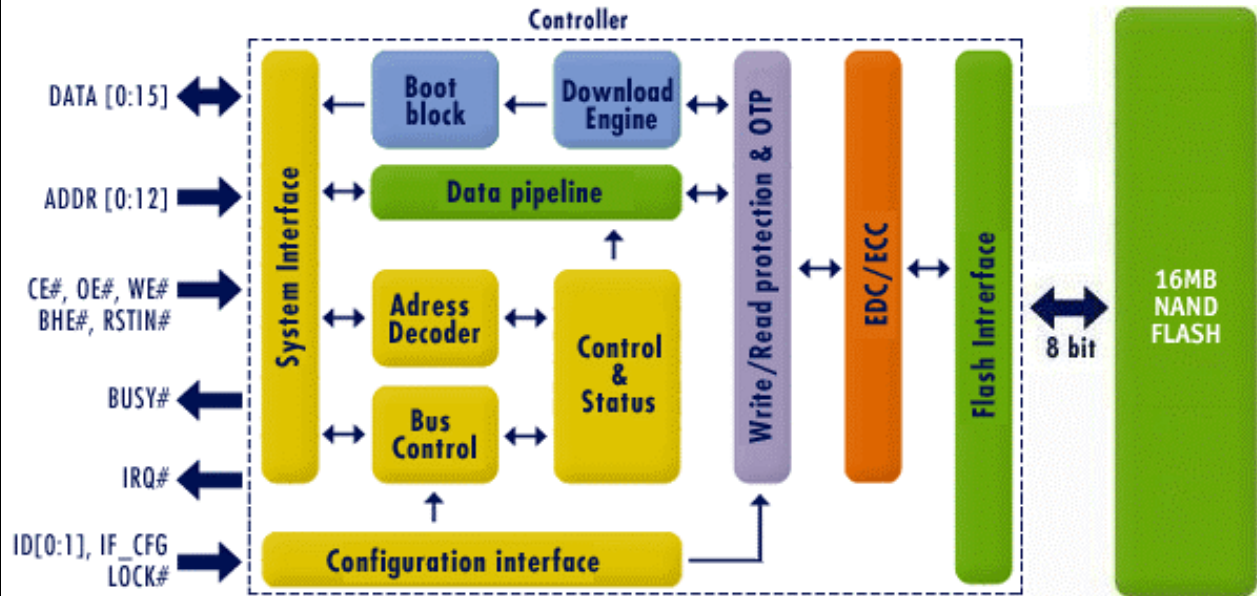 Controller
DATA [0:15]
ADDR [0:12]
CE#, OE#, WE#
BHE#, RSTIN#
BUSY#
IRQ#
ID[0:1], IF_CFG
LOCK#
System Interface
Boot
block
Download
Engine
Data pipeline
Adress
Decoder
Bus
Control
Control
&
Status
Configuration interface
Write/Read protection & OTP
EDC/ECC
Flash Intrerface
8 bit
16MB
NAND
FLASH